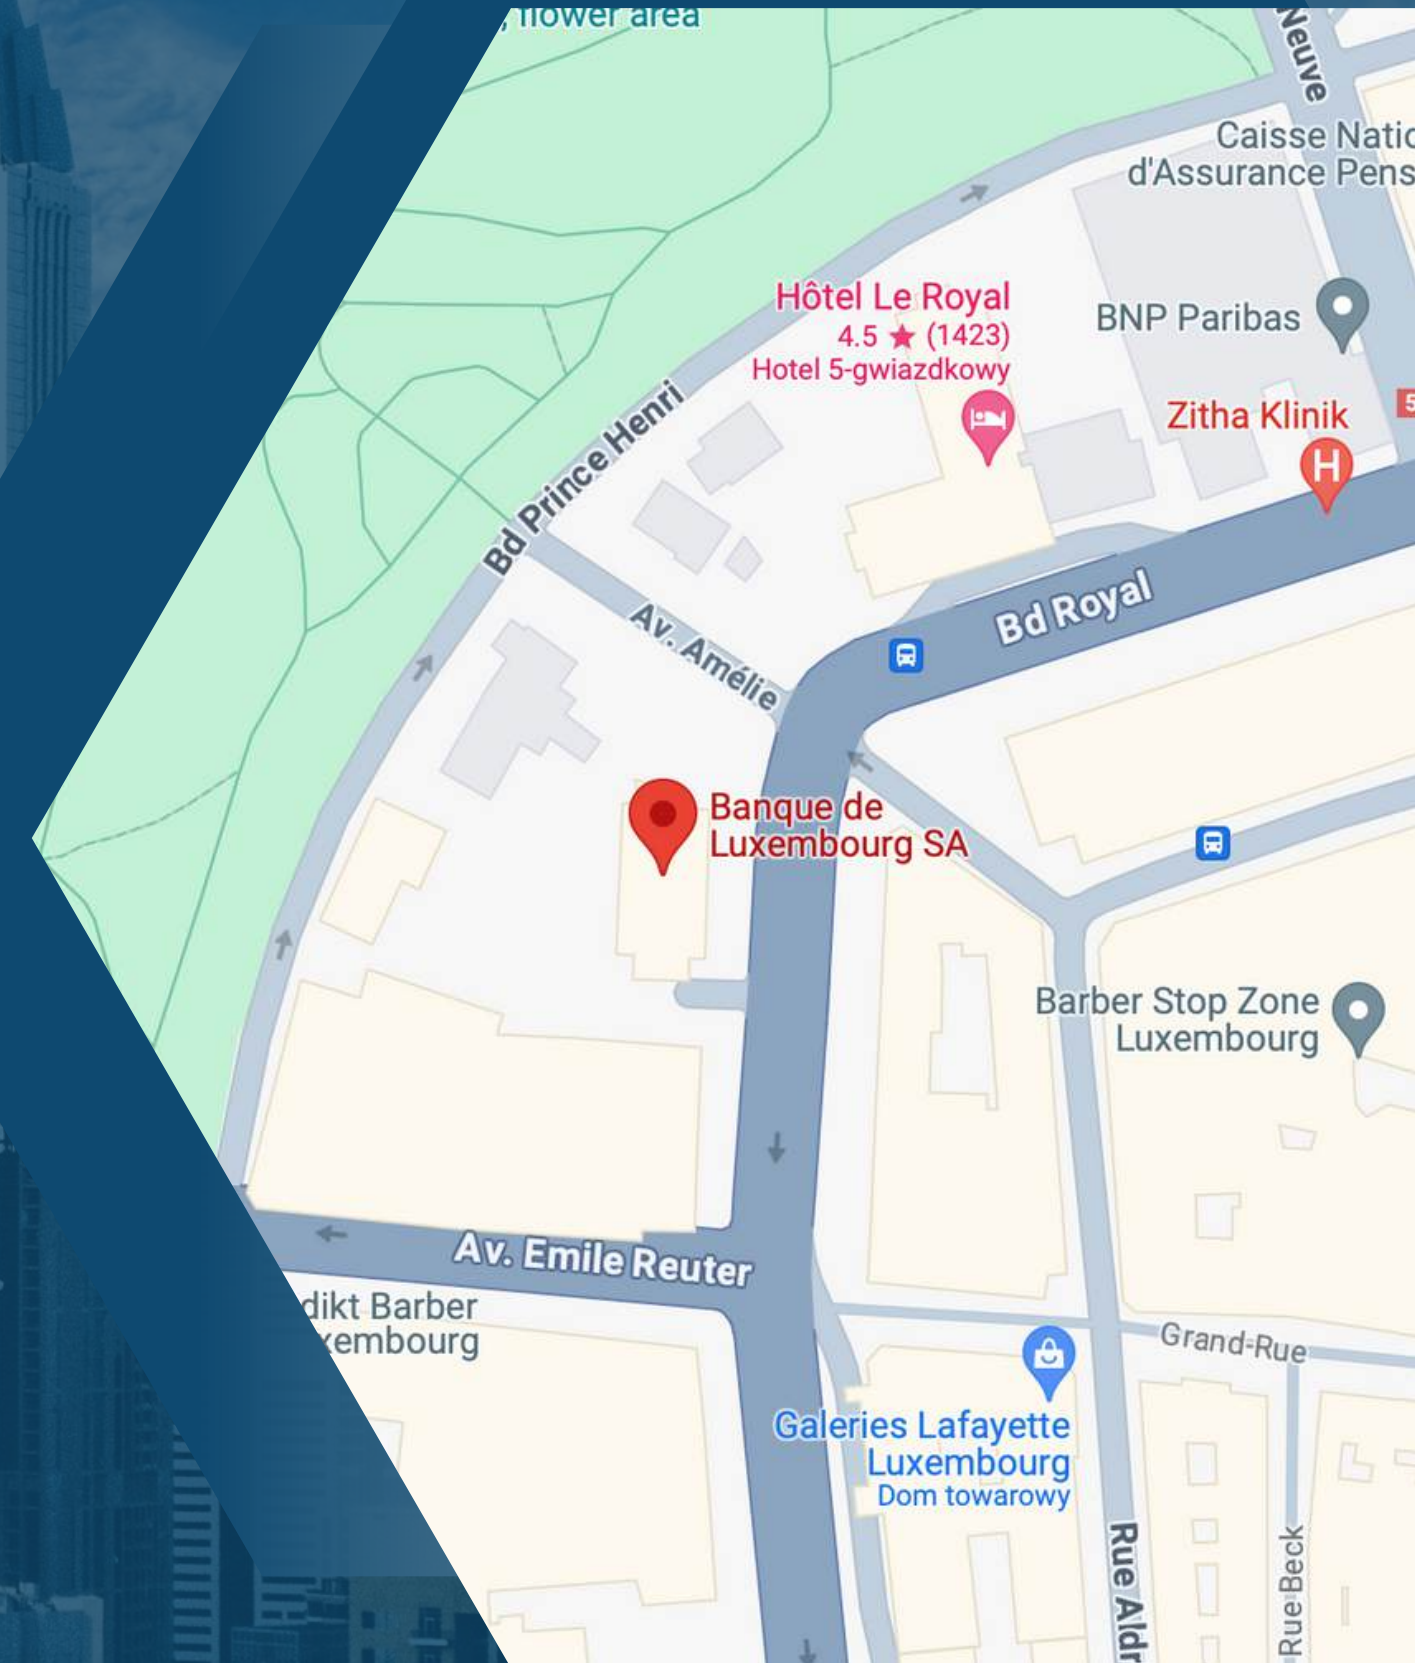 flower area
Neuve
Caisse Natio
d'Assurance Pens
Hôtel Le Royal
4.5 ★ (1423)
Hotel 5-gwiazdkowy
BNP Paribas
Zitha Klinik
H
5
Bd Prince Henri
Bd Royal
Av. Amélie
Banque de
Luxembourg SA
Barber Stop Zone
Luxembourg
Av. Emile Reuter
dikt Barber
xembourg
Grand-Rue
Galeries Lafayette
Luxembourg
Dom towarowy
Rue Aldr
Rue Beck